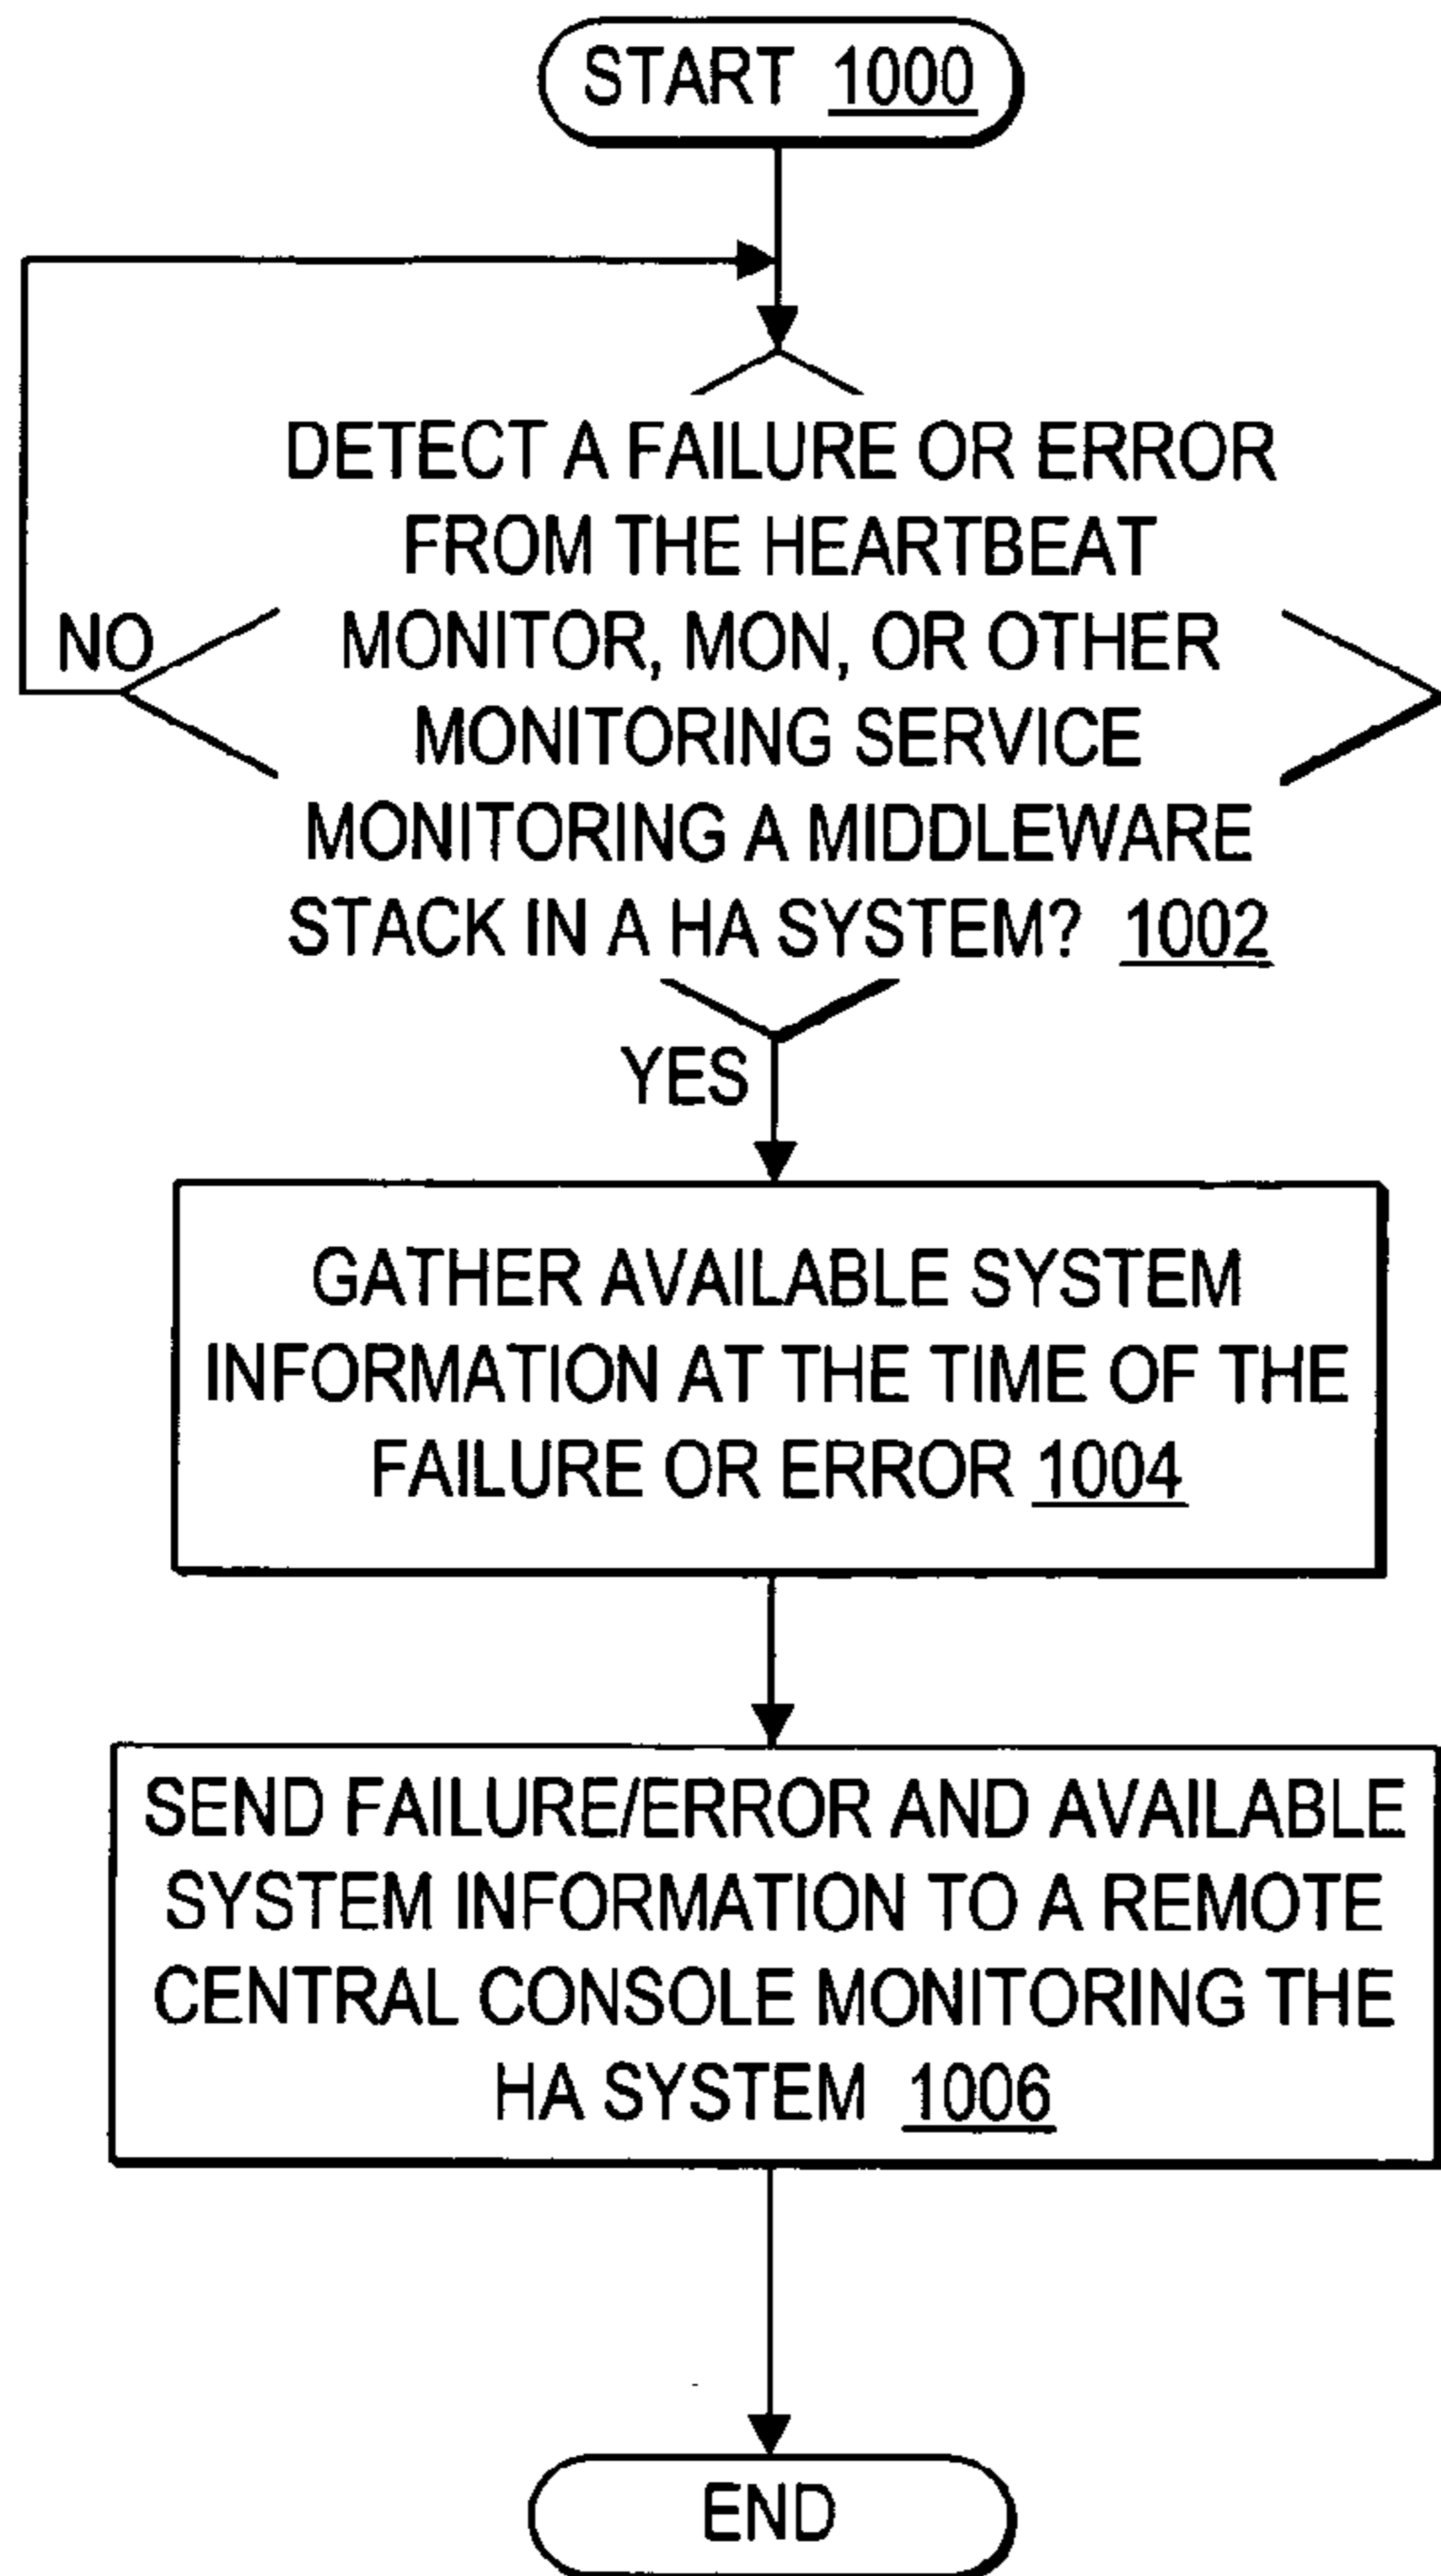 START 1000
DETECT A FAILURE OR ERROR
FROM THE HEARTBEAT
NO
MONITOR, MON, OR OTHER
MONITORING SERVICE
MONITORING A MIDDLEWARE
STACK IN A HA SYSTEM? 1002
YES
GATHER AVAILABLE SYSTEM
INFORMATION AT THE TIME OF THE
FAILURE OR ERROR 1004
SEND FAILURE/ERROR AND AVAILABLE
SYSTEM INFORMATION TO A REMOTE
CENTRAL CONSOLE MONITORING THE
HA SYSTEM 1006
END